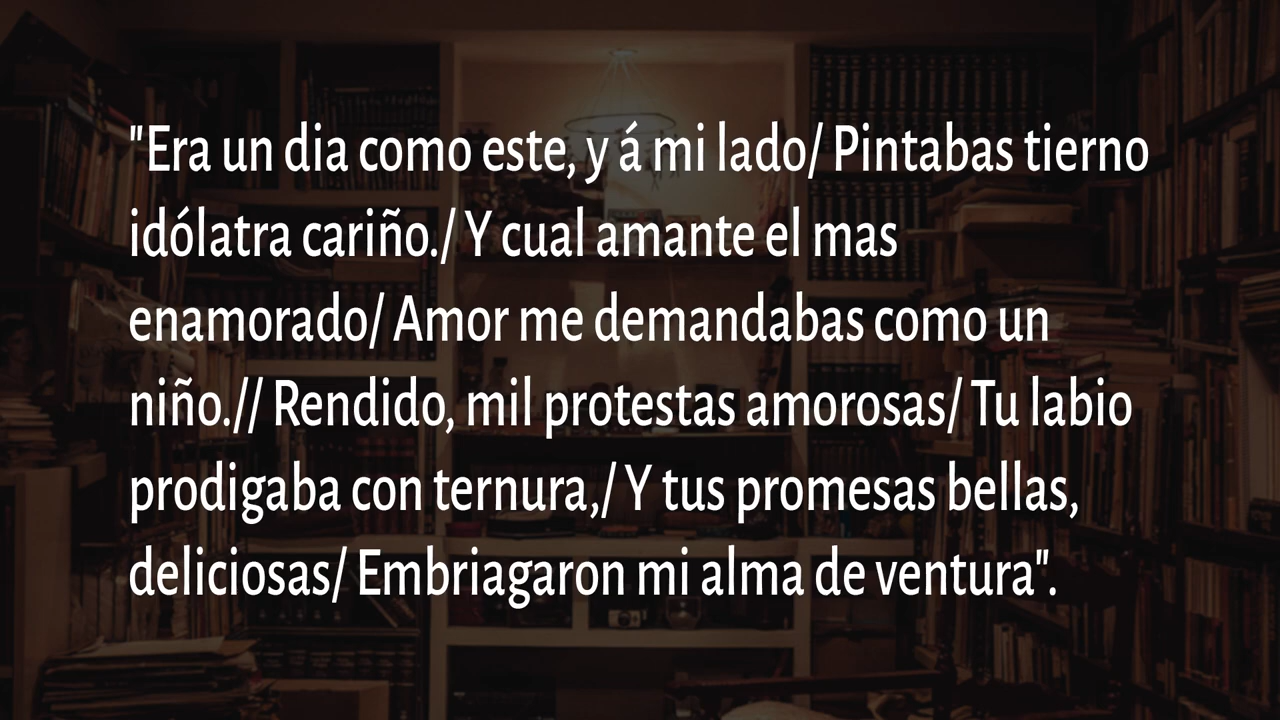 "Era un dia como este, y á mi lado/ Pintabas tierno
idólatra cariño./ Y cual amante el mas
enamorado/ Amor me demandabas como un
niño.// Rendido, mil protestas amorosas/ Tu labio
prodigaba con ternura,/ Y tus promesas bellas,
deliciosas/ Embriagaron mi alma de ventura".